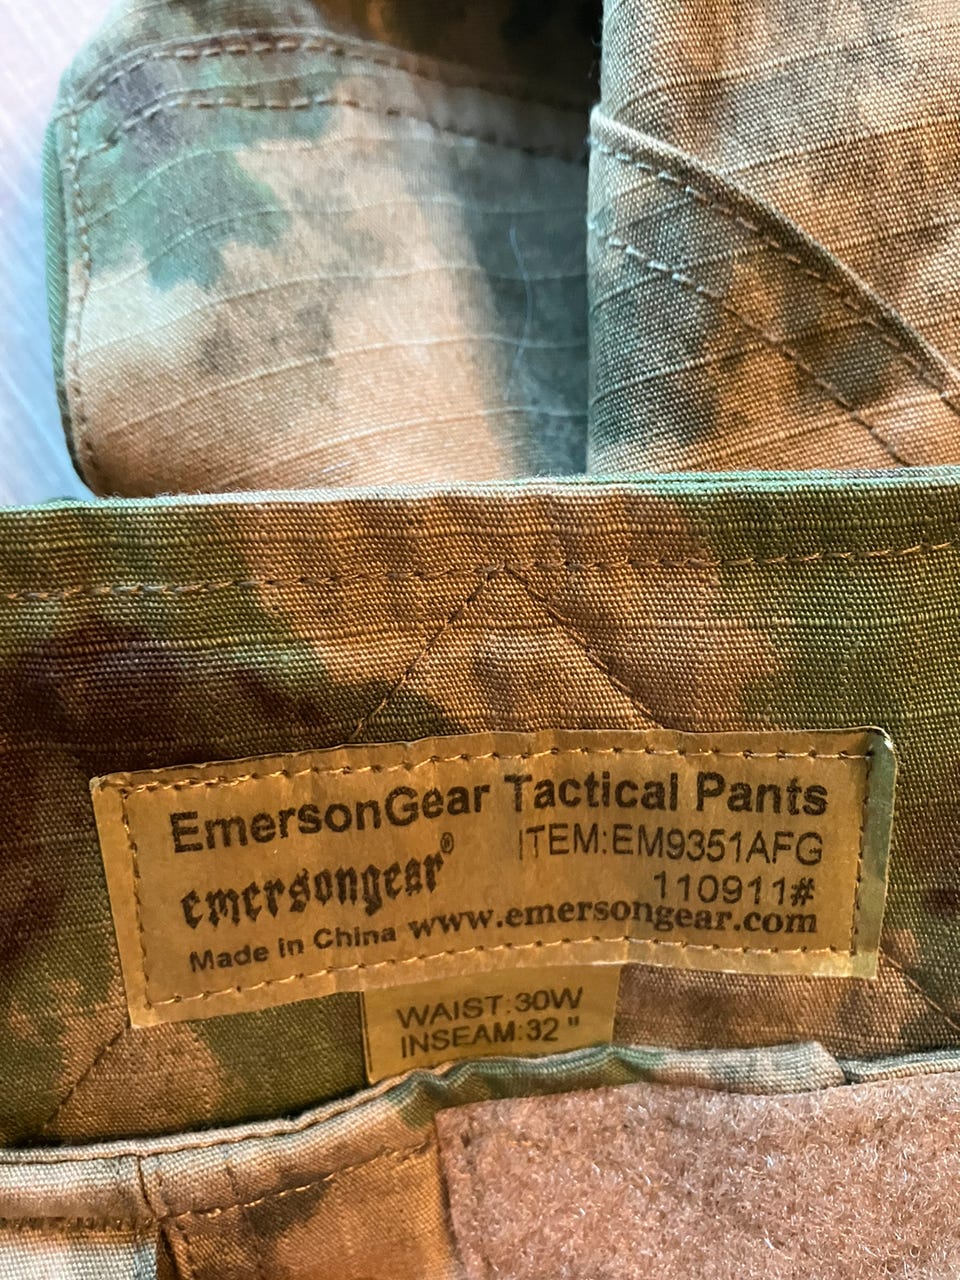 EmersonGear Tactical Pants
ITEM:EM9351AFG
emersongear®
110911#
Made in China www.emersongear.com
WAIST:30W
INSEAM:32 "